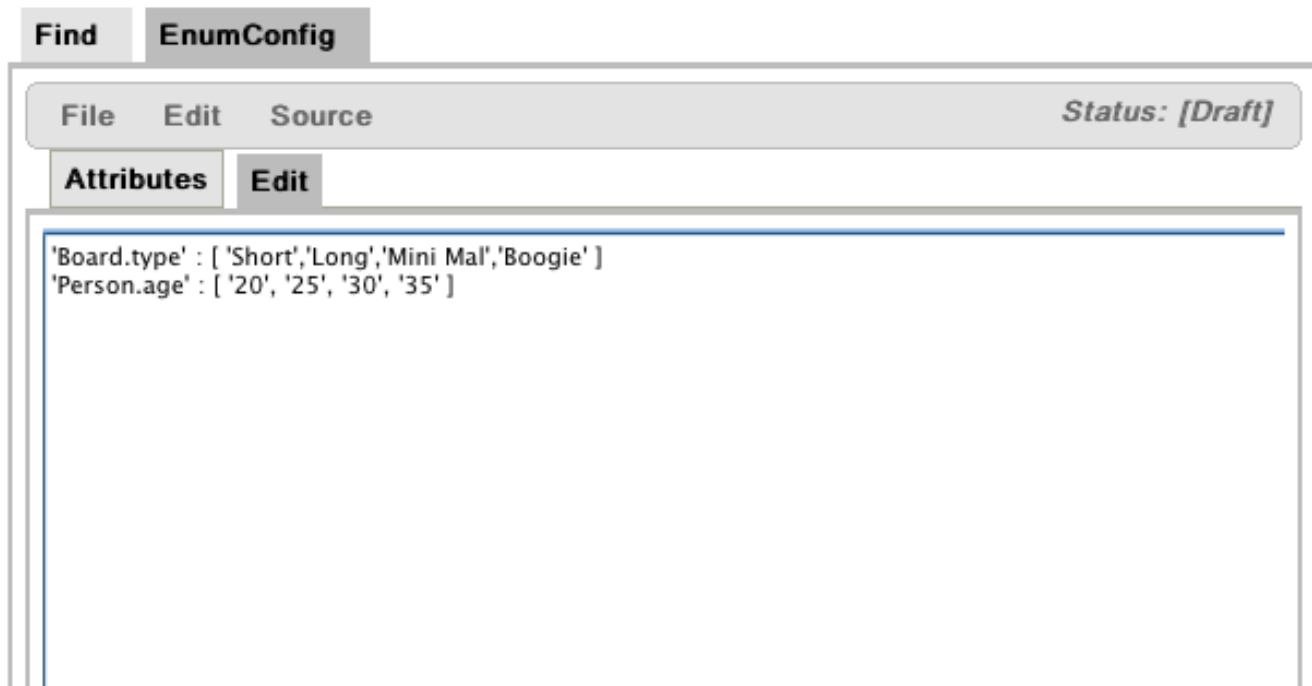 Find EnumConfig
File Edit Source Status: [Draft]
Attributes Edit
'Board.type' : [ 'Short','Long','Mini Mal','Boogie' ]
'Person.age' : [ '20', '25', '30', '35' ]